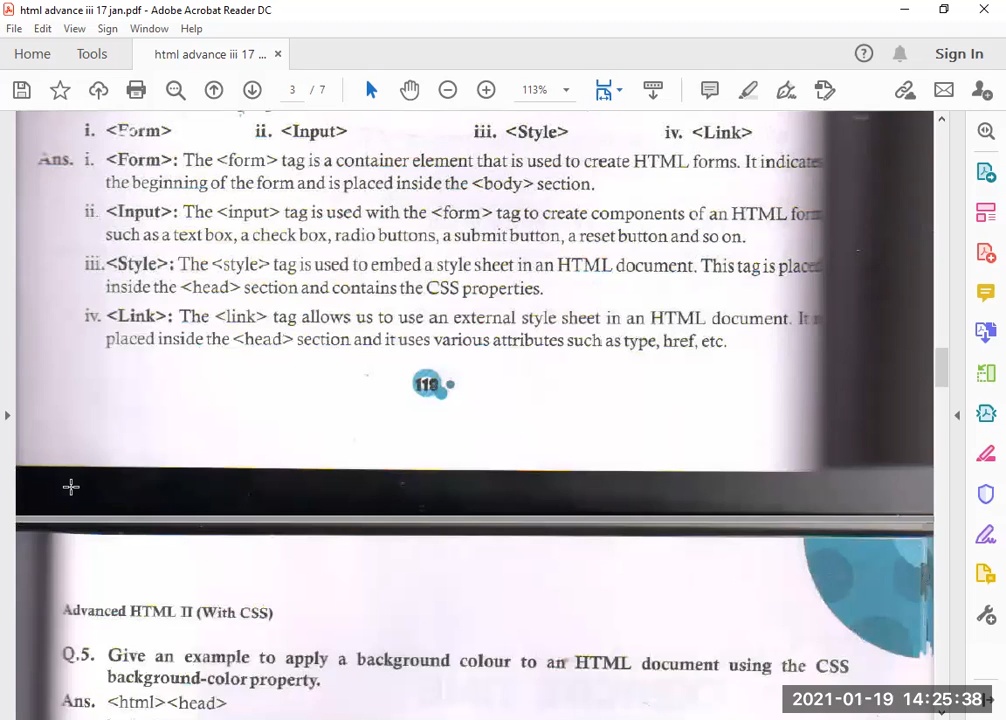 html advance iii 17 jan.pdf - Adobe Acrobat Reader DC
File Edit View Sign Window Help
Home Tools html advance iii 17 ... × Sign In
3 / 7 113%
i. <Form> ii. <Input> iii. <Style> iv. <Link>
Ans. i. <Form>: The <form> tag is a container element that is used to create HTML forms. It indicates
the beginning of the form and is placed inside the <body> section.
ii. <Input>: The <input> tag is used with the <form> tag to create components of an HTML form
such as a text box, a check box, radio buttons, a submit button, a reset button and so on.
iii. <Style>: The <style> tag is used to embed a style sheet in an HTML document. This tag is placed
inside the <head> section and contains the CSS properties.
iv. <Link>: The <link> tag allows us to use an external style sheet in an HTML document. It
placed inside the <head> section and it uses various attributes such as type, href, etc.
Advanced HTML II (With CSS)
Q.5. Give an example to apply a background colour to an HTML document using the CSS
background-color property.
Ans. <html><head>
2021-01-19 14:25:38